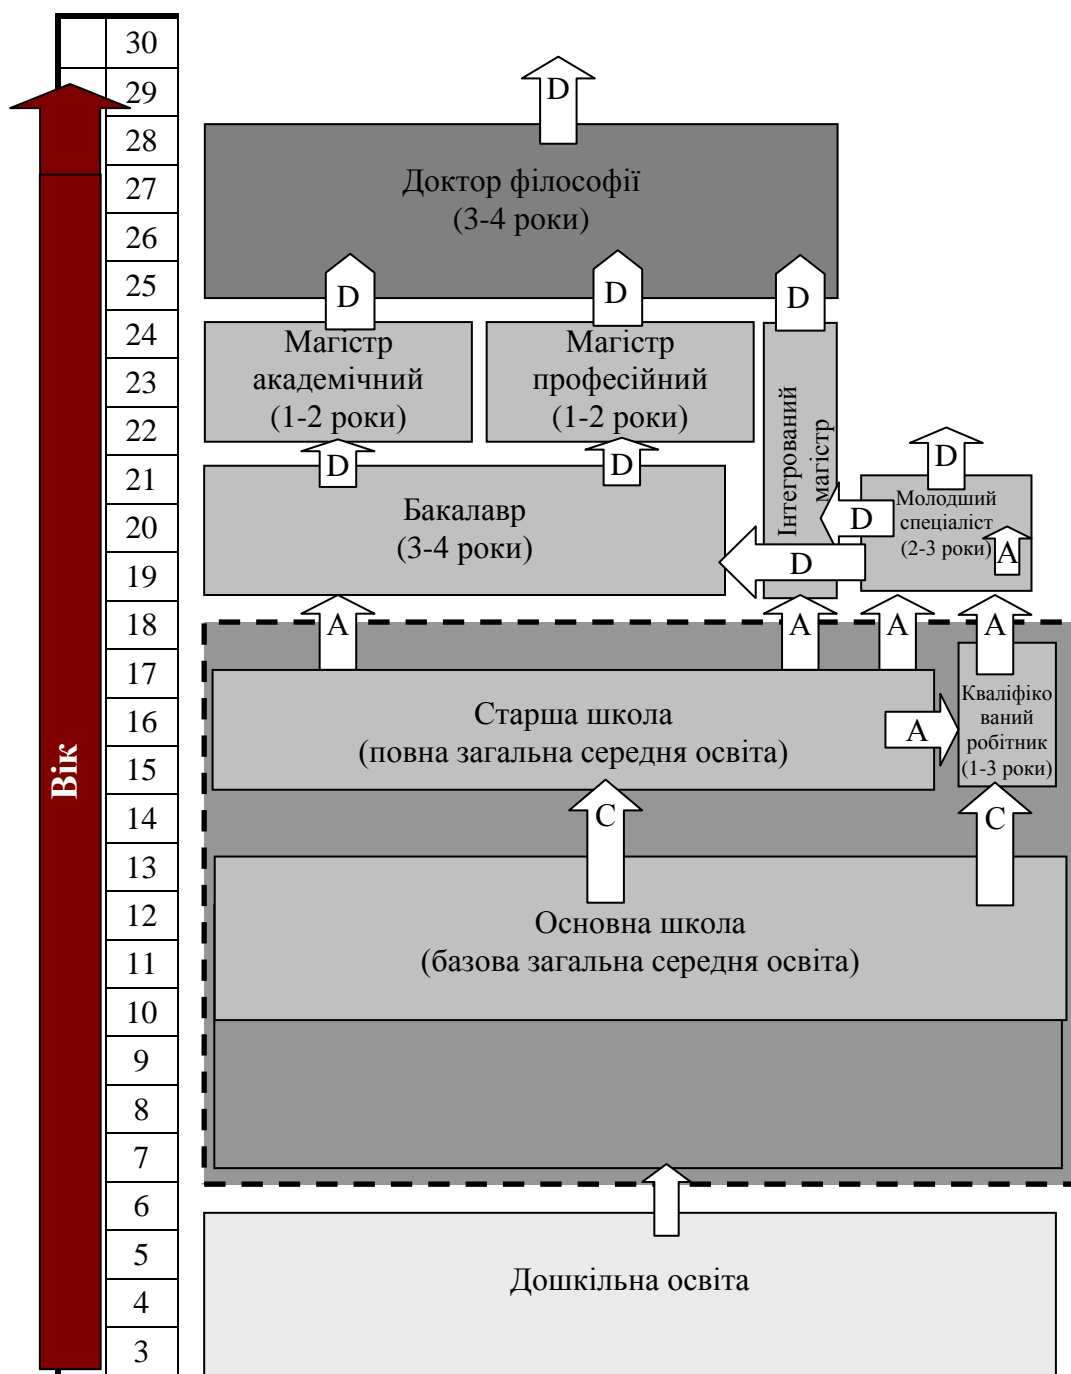 30
29
D
28
Доктор філософії
27
(3-4 роки)
26
25
D
D
D
24
Магістр
академічний
(1-2 роки)
Магістр
професійний
(1-2 роки)
23
22
Інтегрований
магістр
D
D
D
21
Бакалавр
(3-4 роки)
Молодший
спеціаліст
(2-3 роки)
A
D
D
20
19
18
A
A
A
A
17
Старша школа
(повна загальна середня освіта)
A
Кваліфіко
ваний
робітник
(1-3 роки)
16
15
Вік
14
C
C
13
12
Основна школа
(базова загальна середня освіта)
11
10
9
8
7
6
5
Дошкільна освіта
4
3